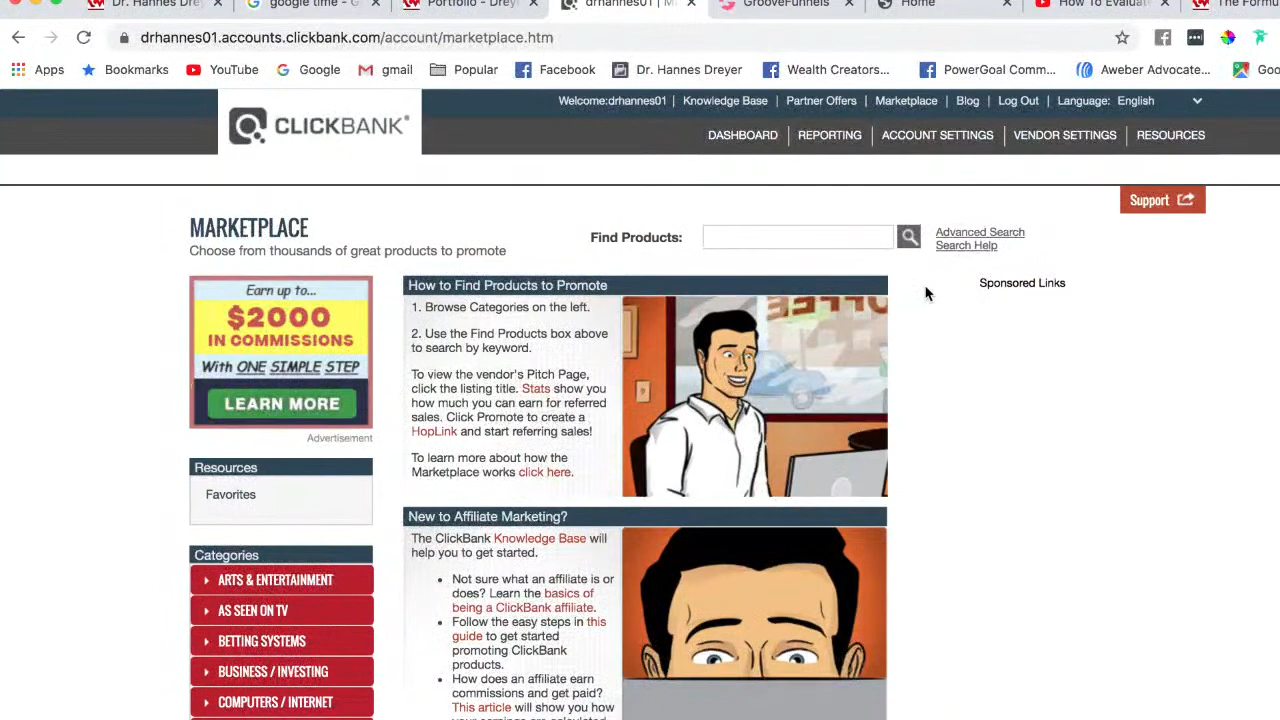 Dr. Hannes Drey
google time - G
Portfolio - Drey
drhannes01 | M
GrooveFunnels
Home
How To Evaluat
The Formu
drhannes01.accounts.clickbank.com/account/marketplace.htm
Apps
Bookmarks
YouTube
Google
gmail
Popular
Facebook
Dr. Hannes Dreyer
Wealth Creators...
PowerGoal Comm...
Aweber Advocate...
Goo
Welcome:drhannes01
Knowledge Base
Partner Offers
Marketplace
Blog
Log Out
Language: English
CLICKBANK®
DASHBOARD
REPORTING
ACCOUNT SETTINGS
VENDOR SETTINGS
RESOURCES
Support
MARKETPLACE
Choose from thousands of great products to promote
Find Products:
Advanced Search
Search Help
Earn up to...
$2000
IN COMMISSIONS
With ONE SIMPLE STEP
LEARN MORE
Advertisement
Resources
Favorites
Categories
ARTS & ENTERTAINMENT
AS SEEN ON TV
BETTING SYSTEMS
BUSINESS / INVESTING
COMPUTERS / INTERNET
How to Find Products to Promote
1. Browse Categories on the left.
2. Use the Find Products box above
to search by keyword.
To view the vendor's Pitch Page,
click the listing title. Stats show you
how much you can earn for referred
sales. Click Promote to create a
HopLink and start referring sales!
To learn more about how the
Marketplace works click here.
New to Affiliate Marketing?
The ClickBank Knowledge Base will
help you to get started.
Not sure what an affiliate is or
does? Learn the basics of
being a ClickBank affiliate.
Follow the easy steps in this
guide to get started
promoting ClickBank
products.
How does an affiliate earn
commissions and get paid?
This article will show you how
Sponsored Links